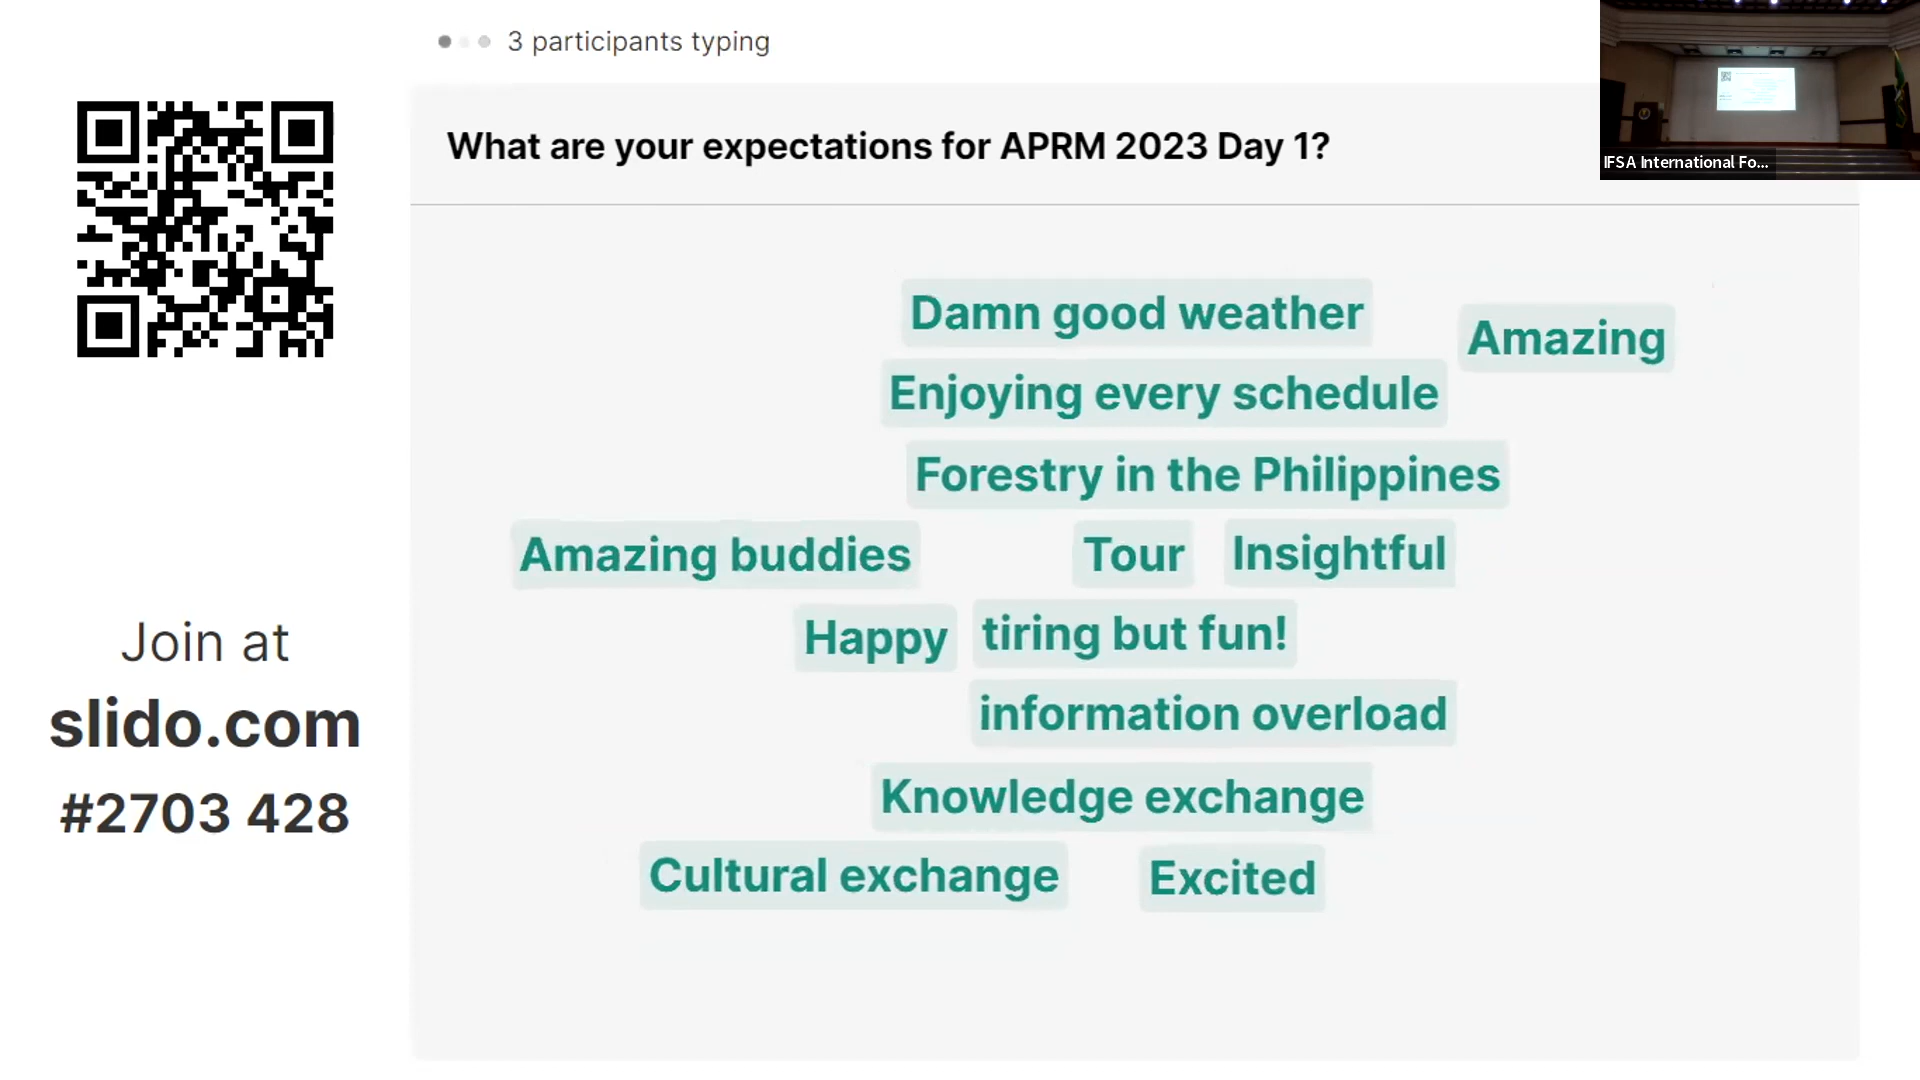 3 participants typing
What are your expectations for APRM 2023 Day 1?
IFSA International Fo...
Damn good weather
Amazing
Enjoying every schedule
Forestry in the Philippines
Amazing buddies
Tour
Insightful
Happy
tiring but fun!
information overload
Knowledge exchange
Cultural exchange
Excited
Join at
slido.com
#2703 428